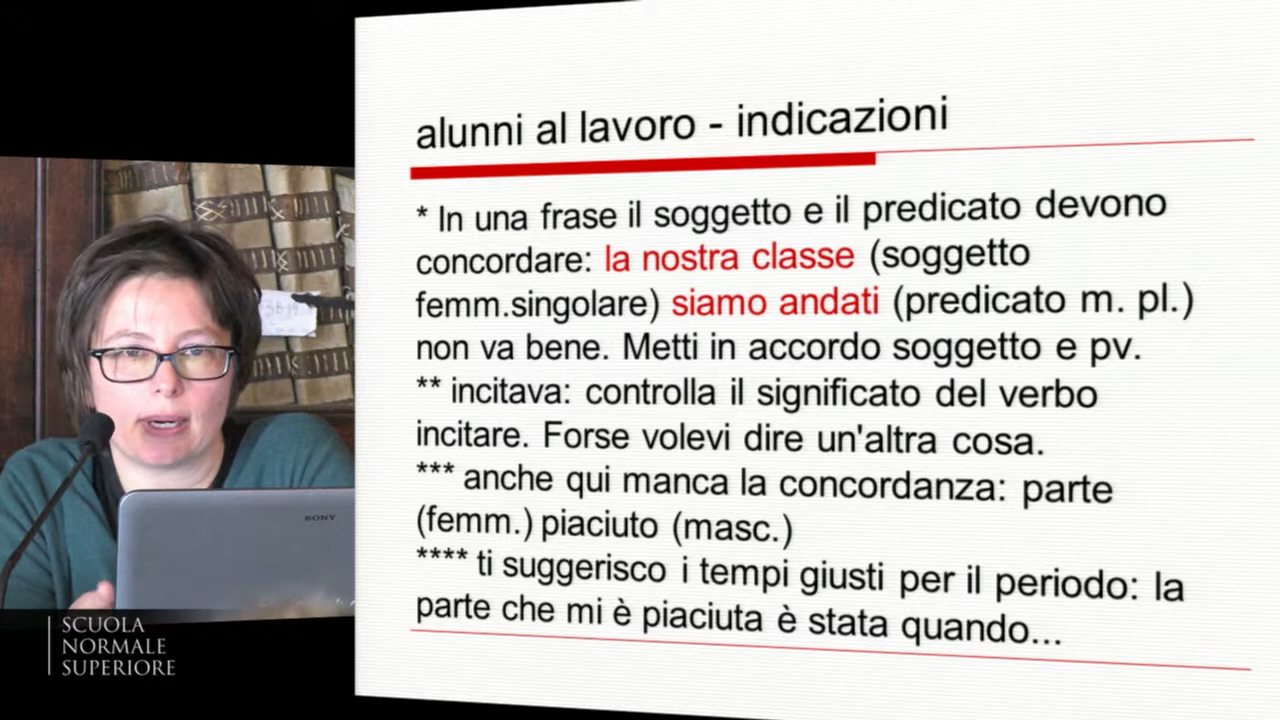 alunni al lavoro - indicazioni
* In una frase il soggetto e il predicato devono
concordare: la nostra classe (soggetto
femm.singolare) siamo andati (predicato m. pl.)
non va bene. Metti in accordo soggetto e pv.
** incitava: controlla il significato del verbo
incitare. Forse volevi dire un'altra cosa.
*** anche qui manca la concordanza: parte
(femm.) piaciuto (masc.)
**** ti suggerisco i tempi giusti per il periodo: la
parte che mi è piaciuta è stata quando...
SONY
SCUOLA
NORMALE
SUPERIORE